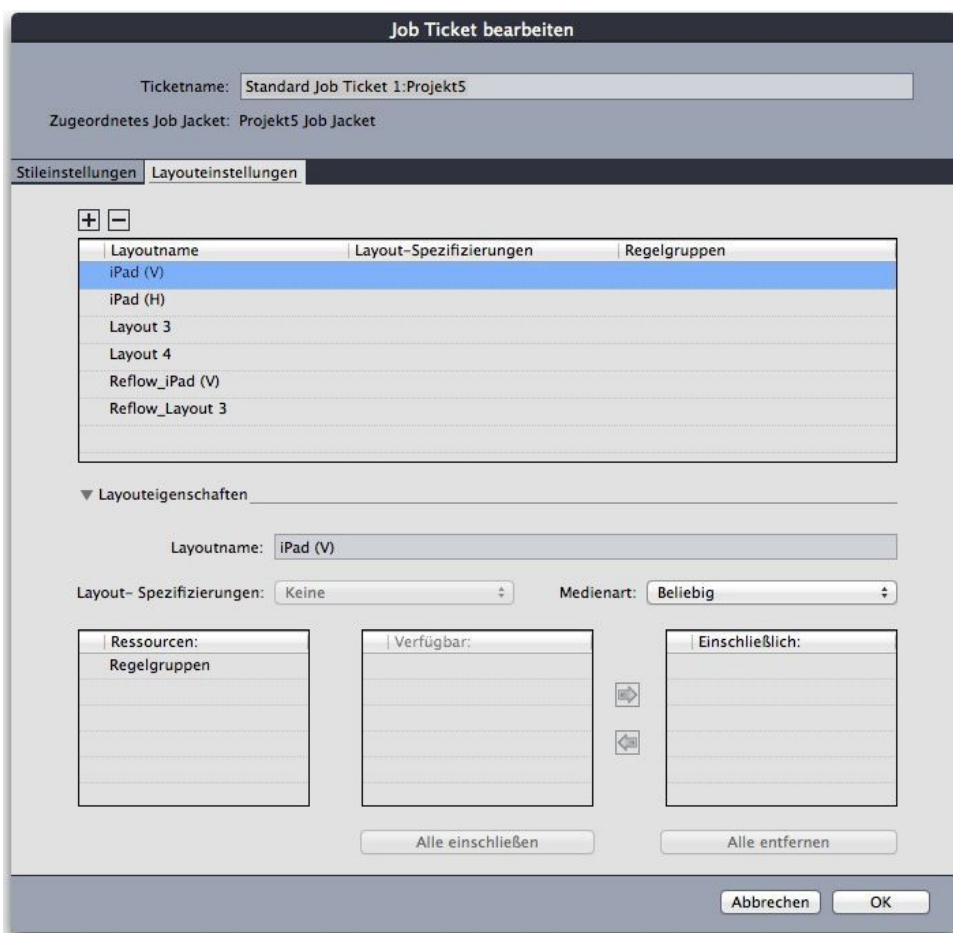 Job Ticket bearbeiten
Ticketname: Standard Job Ticket 1:Projekt5
Zugeordnetes Job Jacket: Projekt5 Job Jacket
Stileinstellungen Layouteinstellungen
Layoutname Layout-Spezifizierungen Regelgruppen
iPad (V)
iPad (H)
Layout 3
Layout 4
Reflow_iPad (V)
Reflow_Layout 3
Layouteigenschaften
Layoutname: iPad (V)
Layout- Spezifizierungen: Keine Medienart: Beliebig
Ressourcen: Verfügbar: Einschließlich:
Regelgruppen
Alle einschließen Alle entfernen
Abbrechen OK